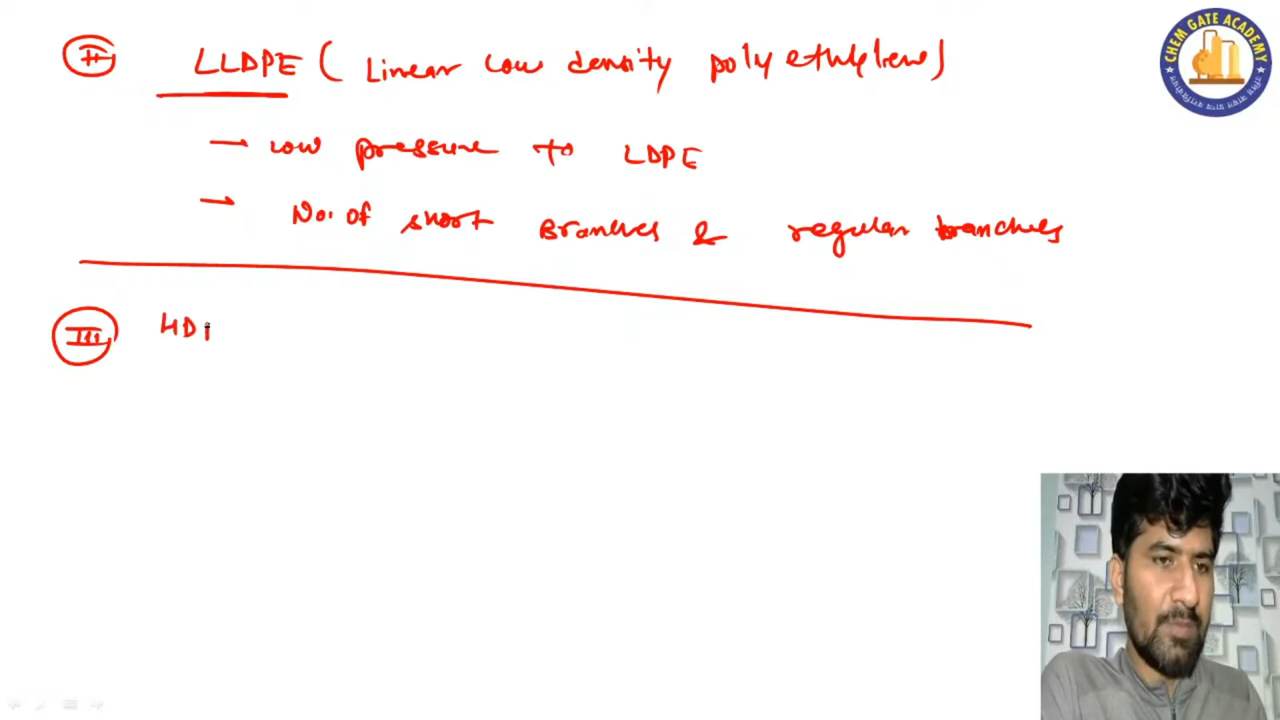 CHEM GATE ACADEMY
II LLDPE ( Linear low density polyethylene)
→ low pressure to LDPE
→ No. of short Branches & regular branches
III HD